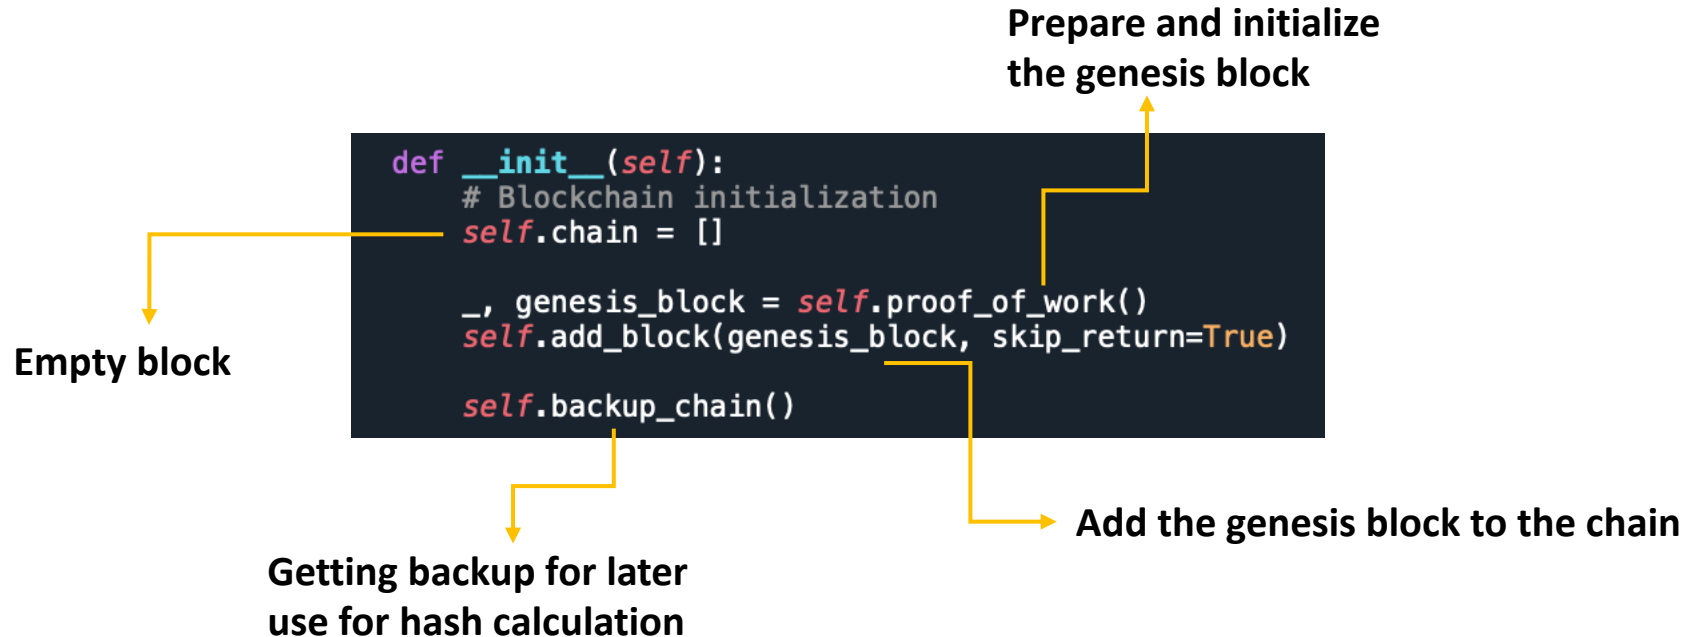 Prepare and initialize
the genesis block
def __init__(self):
# Blockchain initialization
self.chain = []
_, genesis_block = self.proof_of_work()
self.add_block(genesis_block, skip_return=True)
self.backup_chain()
Empty block
Add the genesis block to the chain
Getting backup for later
use for hash calculation